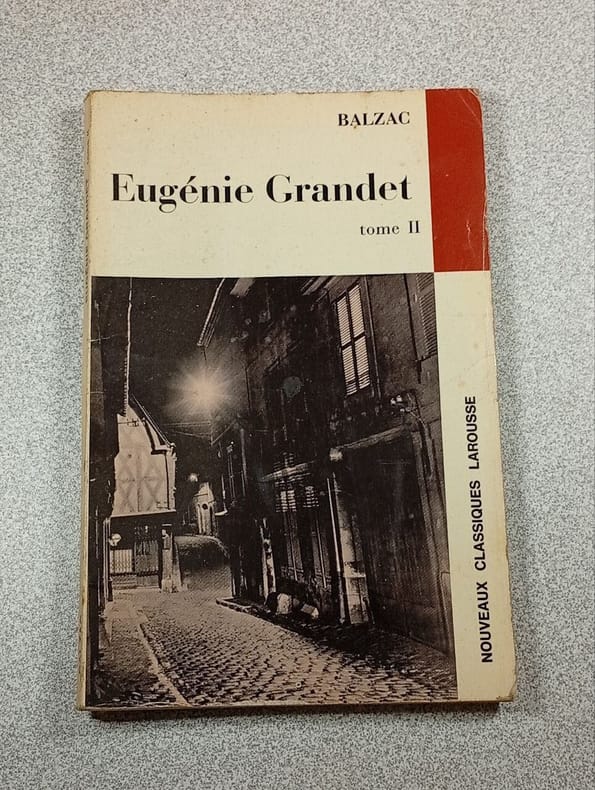 BALZAC
Eugénie Grandet
tome II
NOUVEAUX CLASSIQUES LAROUSSE